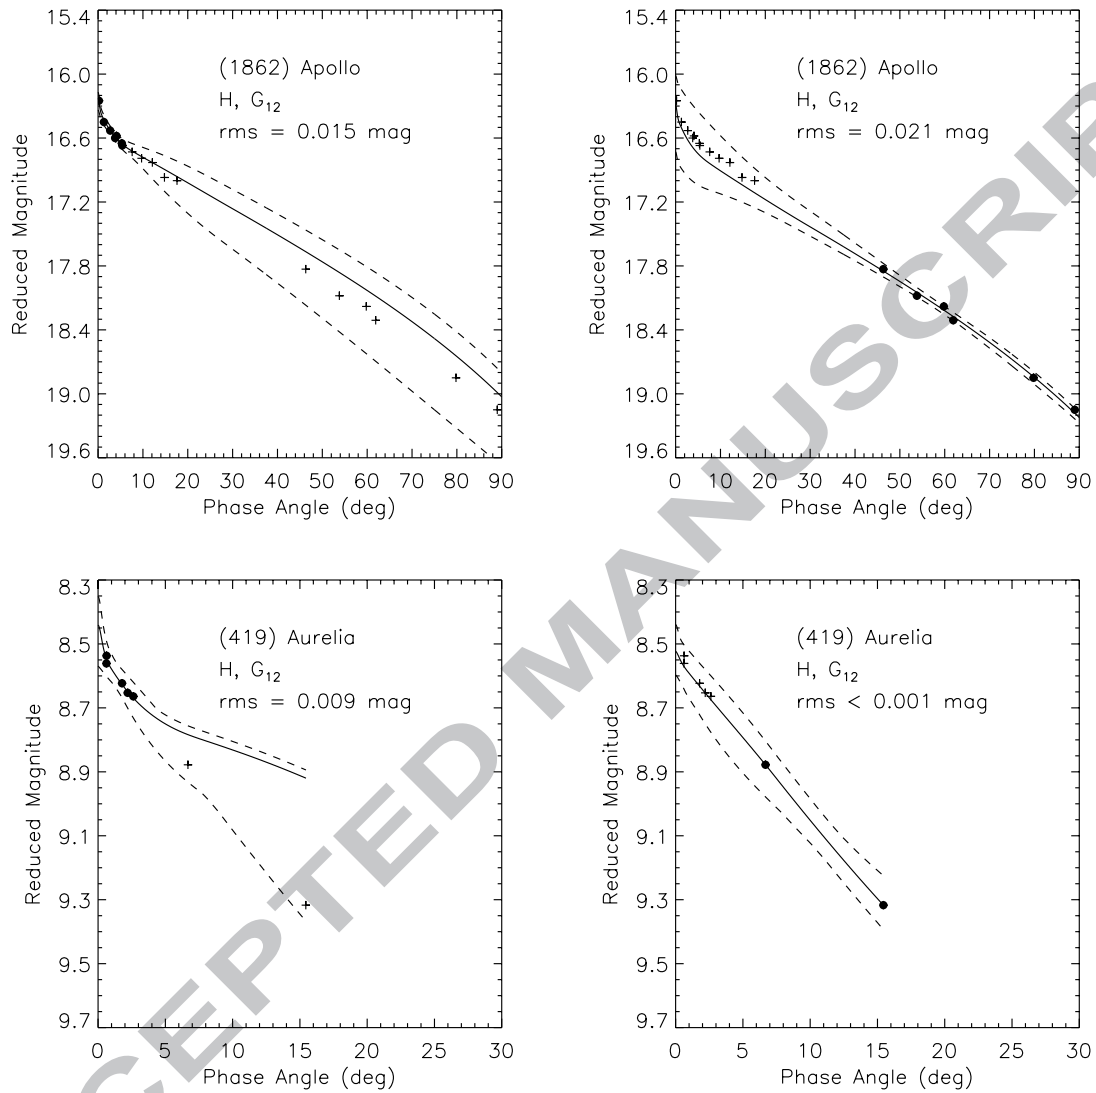 15.4
16.0
16.6
17.2
17.8
18.4
19.0
19.6
Reduced Magnitude
(1862) Apollo
H, G12
rms = 0.015 mag
0 10 20 30 40 50 60 70 80 90
Phase Angle (deg)
15.4
16.0
16.6
17.2
17.8
18.4
19.0
19.6
Reduced Magnitude
(1862) Apollo
H, G12
rms = 0.021 mag
0 10 20 30 40 50 60 70 80 90
Phase Angle (deg)
8.3
8.5
8.7
8.9
9.1
9.3
9.5
9.7
Reduced Magnitude
(419) Aurelia
H, G12
rms = 0.009 mag
0 5 10 15 20 25 30
Phase Angle (deg)
8.3
8.5
8.7
8.9
9.1
9.3
9.5
9.7
Reduced Magnitude
(419) Aurelia
H, G12
rms < 0.001 mag
0 5 10 15 20 25 30
Phase Angle (deg)
CEPTED MANUSCRIP